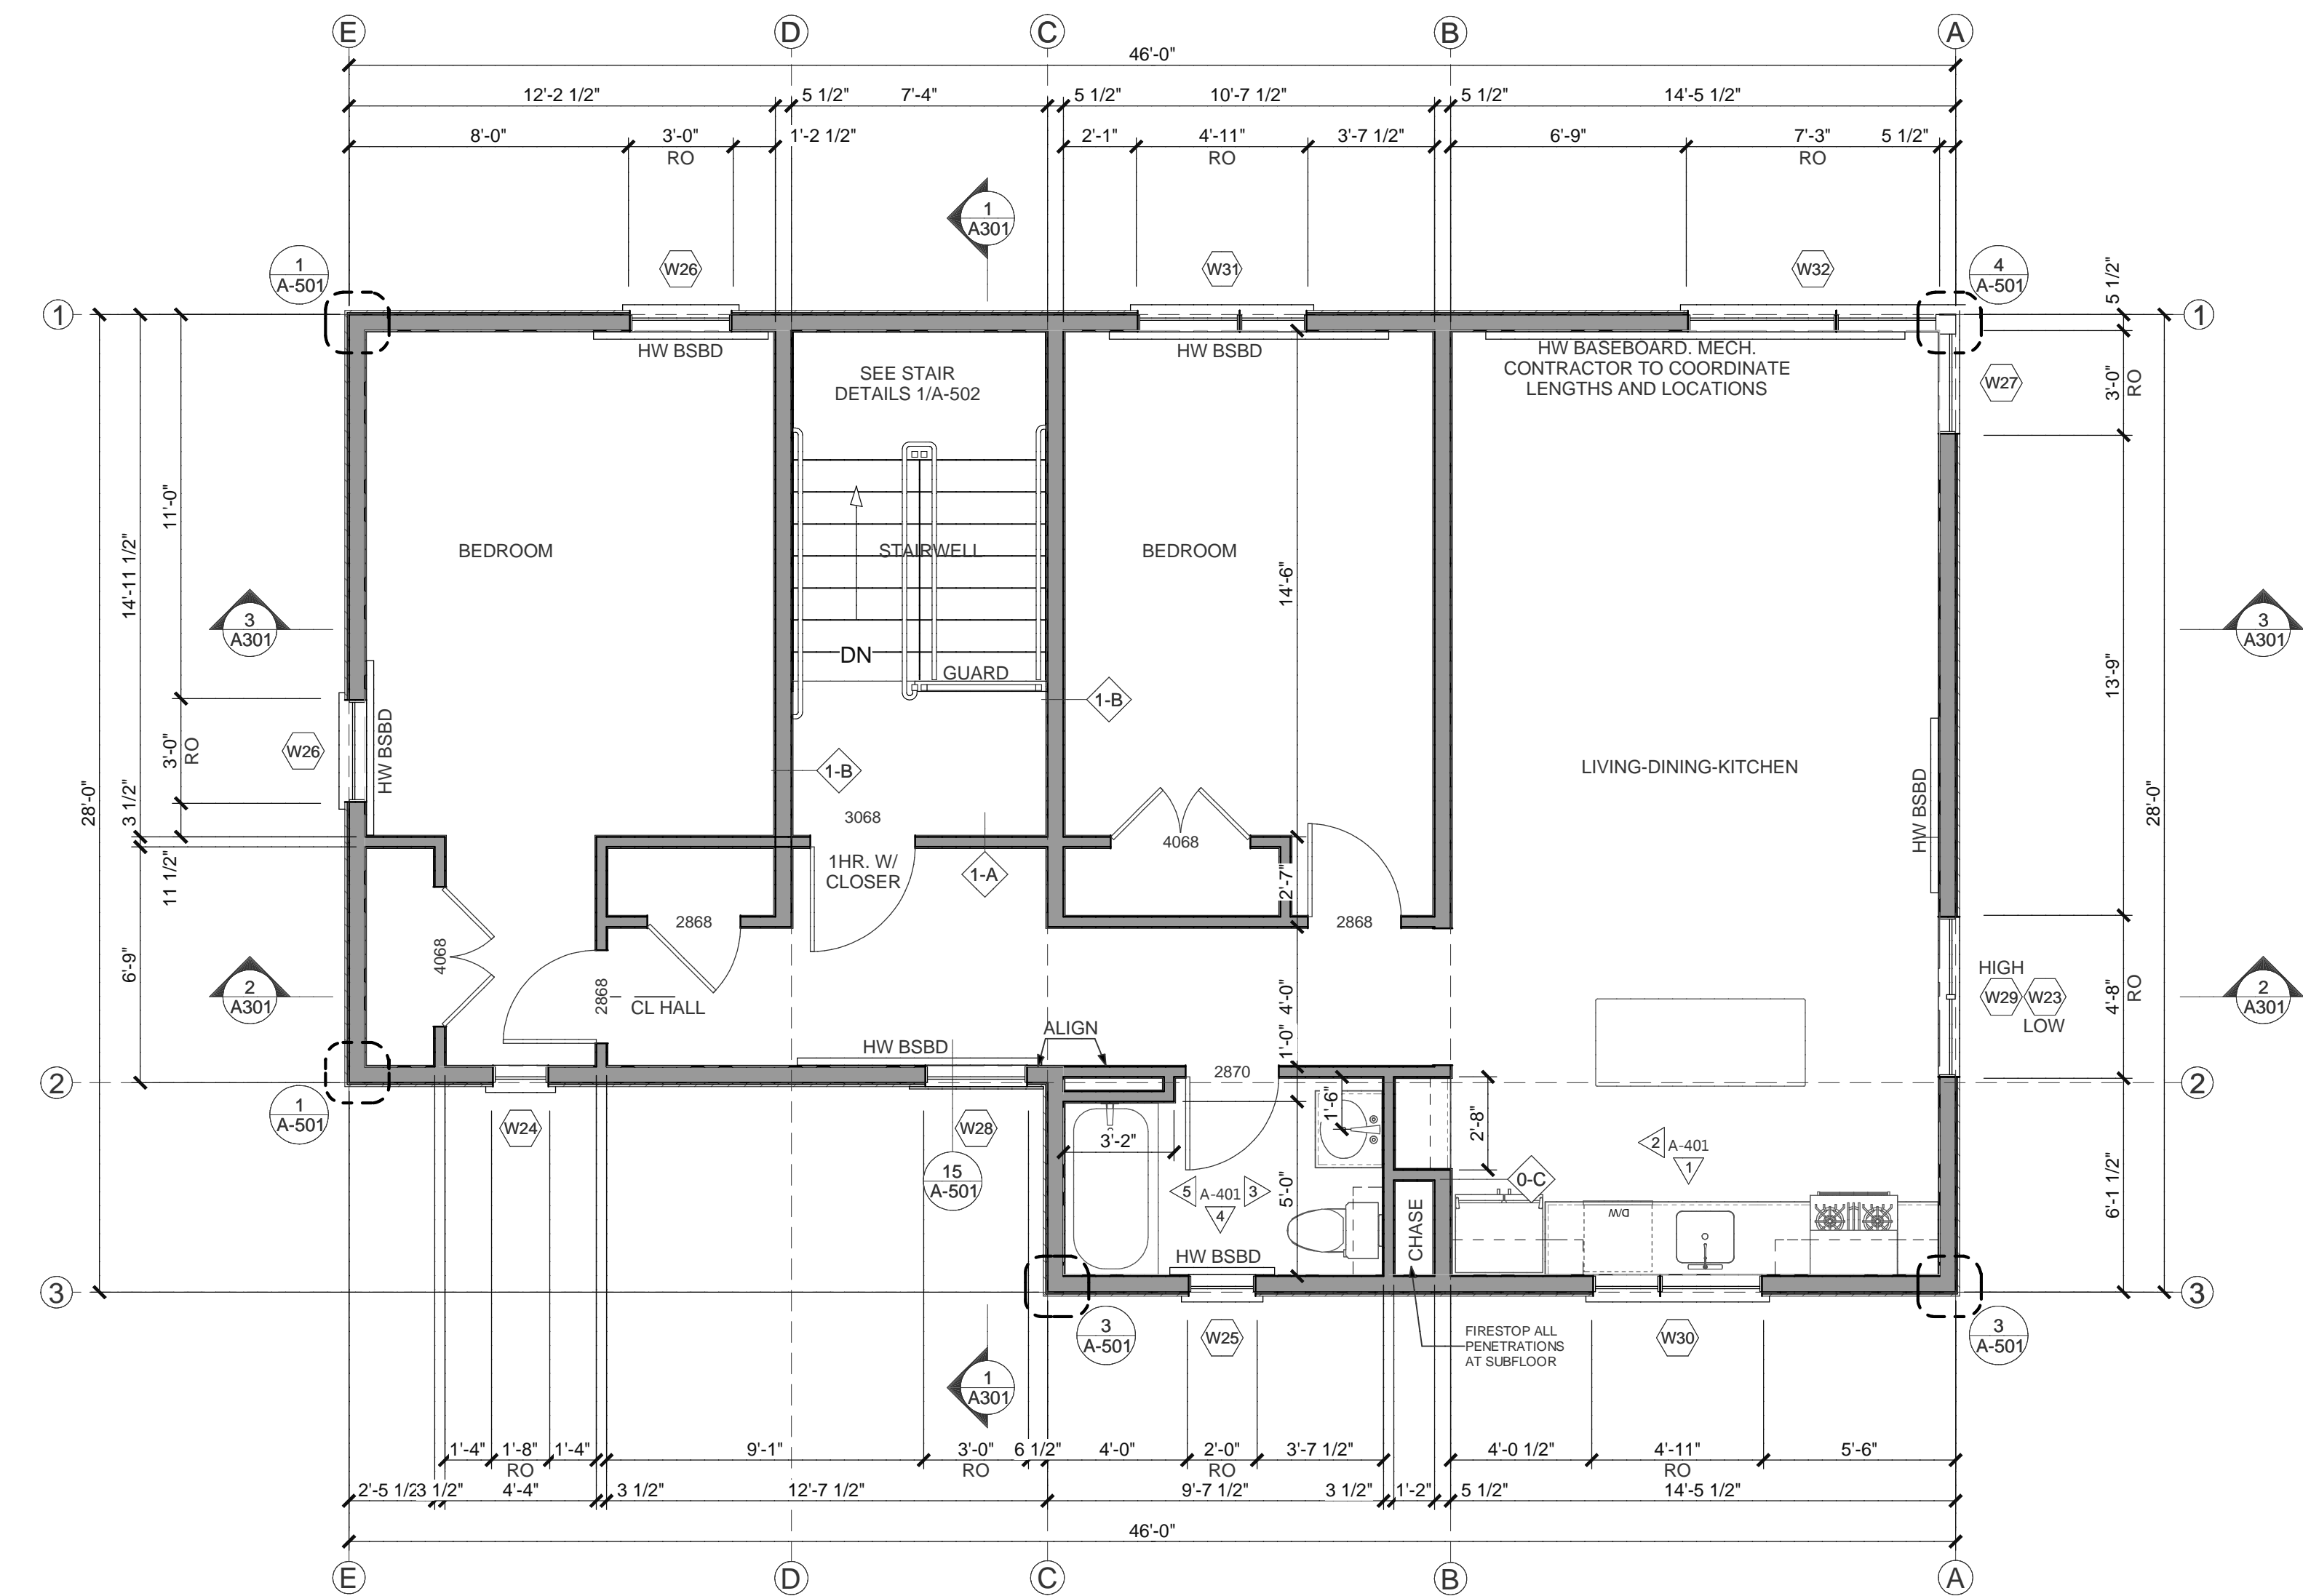 E D C B A
46'-0"
12'-2 1/2" 5 1/2" 7'-4" 5 1/2" 10'-7 1/2" 5 1/2" 14'-5 1/2"
8'-0" 3'-0" 1'-2 1/2" 2'-1" 4'-11" 3'-7 1/2" 6'-9" 7'-3" 5 1/2"
RO RO RO
1
A301
1
A-501
W26 W31 W32
4
A-501
5 1/2"
1 1
HW BSBD HW BSBD
HW BASEBOARD. MECH.
CONTRACTOR TO COORDINATE
LENGTHS AND LOCATIONS
SEE STAIR
DETAILS 1/A-502
W27
3'-0"
RO
11'-0"
14'-11 1/2"
BEDROOM STAIRWELL BEDROOM
14'-6"
3
A301
3
A301
DN
GUARD
1-B
13'-9"
W26
3'-0"
RO
HW BSBD
1-B
LIVING-DINING-KITCHEN
HW BSBD
28'-0"
3 1/2"
28'-0"
3068
1HR. W/
CLOSER
1-A
4068
11 1/2"
2'-7"
2868 2868
6'-9"
4068
2868
CL HALL
2
A301
4'-0"
HIGH
W29 W23
LOW
4'-8"
RO
2
A301
HW BSBD
ALIGN
1'-0"
2870
2 2
1
A-501
W24 W28
1'-6"
3'-2"
2'-8"
2 A-401
1
15
A-501
5 A-401 3
4
5'-0"
0-C
6'-1 1/2"
CHASE
D/W
HW BSBD
3 3
3
A-501
W25
FIRESTOP ALL
PENETRATIONS
AT SUBFLOOR
W30
3
A-501
1
A301
1'-4" 1'-8" 1'-4" 9'-1" 3'-0" 6 1/2" 4'-0" 2'-0" 3'-7 1/2" 4'-0 1/2" 4'-11" 5'-6"
RO RO RO RO
2'-5 1/2 3 1/2" 4'-4" 3 1/2" 12'-7 1/2" 9'-7 1/2" 3 1/2" 1'-2" 5 1/2" 14'-5 1/2"
46'-0"
E D C B A